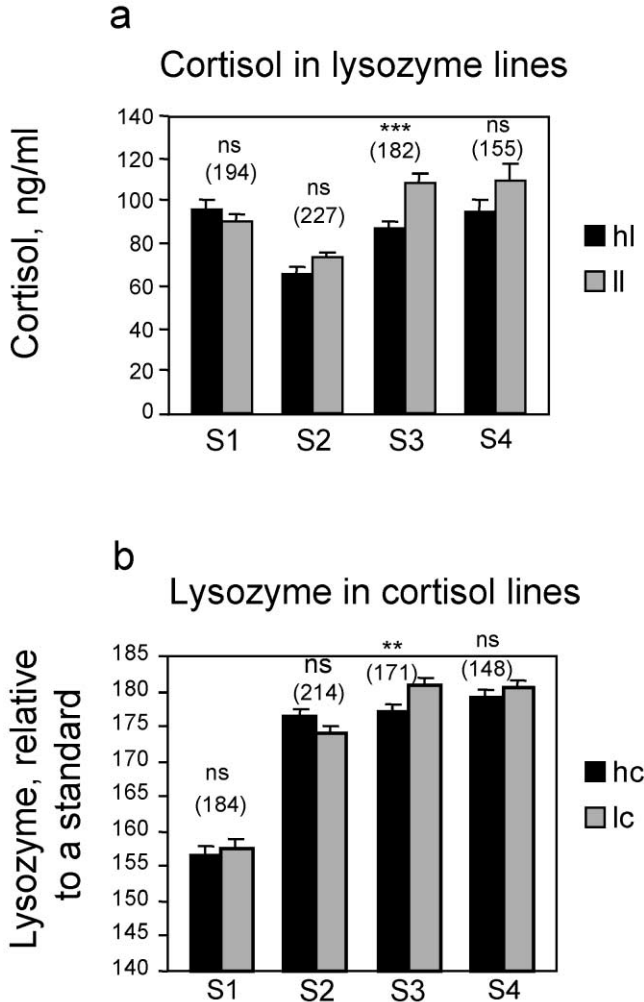 a
Cortisol in lysozyme lines
Cortisol, ng/ml
140
120
100
80
60
40
20
0
ns
(194)
ns
(227)
***
(182)
ns
(155)
S1 S2 S3 S4
hl
ll
b
Lysozyme in cortisol lines
Lysozyme, relative
to a standard
185
180
175
170
165
160
155
150
145
140
ns
(184)
ns
(214)
**
(171)
ns
(148)
S1 S2 S3 S4
hc
lc